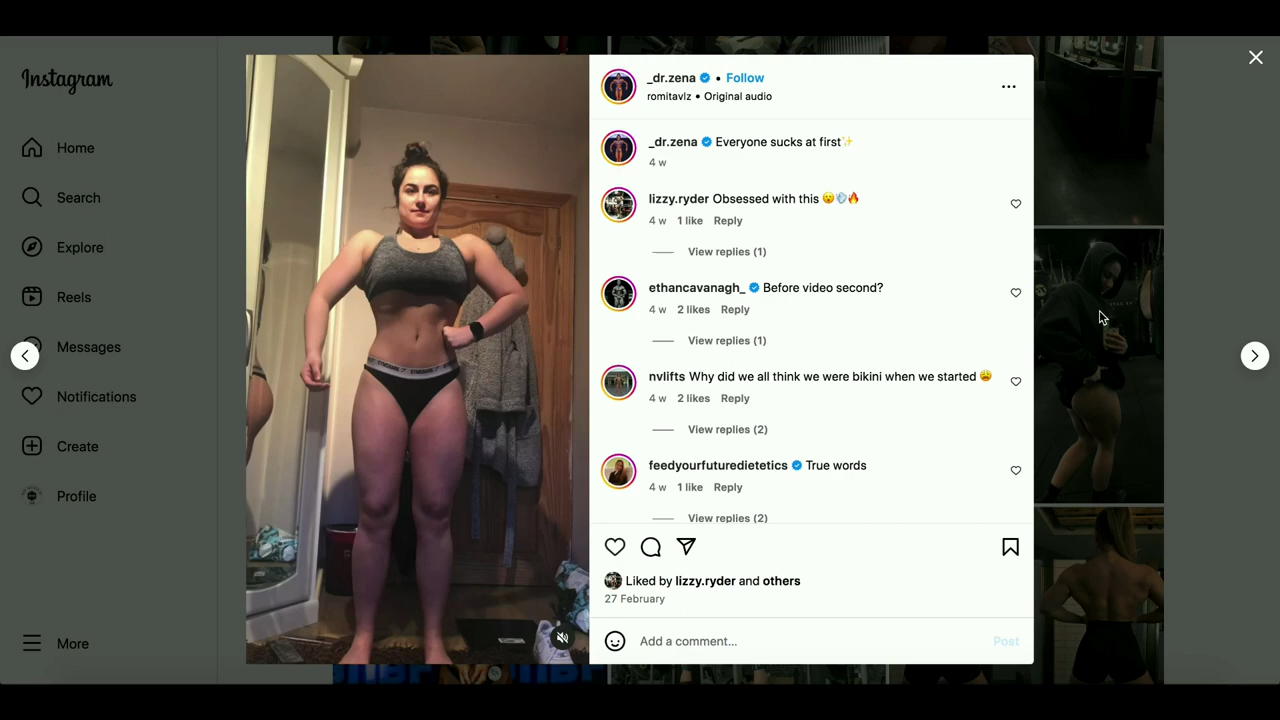 Instagram
Home
Search
Explore
Reels
Messages
Notifications
Create
Profile
More
_dr.zena • Follow
romitavlz • Original audio
_dr.zena Everyone sucks at first✨
4 w
lizzy.ryder Obsessed with this 😮💨🔥
4 w 1 like Reply
View replies (1)
ethancavanagh_ Before video second?
4 w 2 likes Reply
View replies (1)
nvlifts Why did we all think we were bikini when we started 😩
4 w 2 likes Reply
View replies (2)
feedyourfuturedietetics True words
4 w 1 like Reply
View replies (2)
Liked by lizzy.ryder and others
27 February
Add a comment...
Post